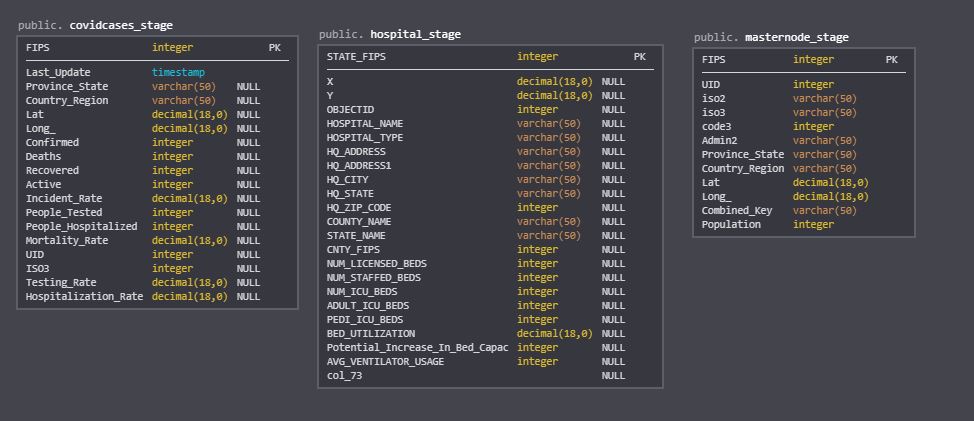 public. covidcases_stage
FIPS integer PK
Last_Update timestamp
Province_State varchar(50) NULL
Country_Region varchar(50) NULL
Lat decimal(18,0) NULL
Long_ decimal(18,0) NULL
Confirmed integer NULL
Deaths integer NULL
Recovered integer NULL
Active integer NULL
Incident_Rate decimal(18,0) NULL
People_Tested integer NULL
People_Hospitalized integer NULL
Mortality_Rate decimal(18,0) NULL
UID integer NULL
ISO3 integer NULL
Testing_Rate decimal(18,0) NULL
Hospitalization_Rate decimal(18,0) NULL
public. hospital_stage
STATE_FIPS integer PK
X decimal(18,0) NULL
Y decimal(18,0) NULL
OBJECTID integer NULL
HOSPITAL_NAME varchar(50) NULL
HOSPITAL_TYPE varchar(50) NULL
HQ_ADDRESS varchar(50) NULL
HQ_ADDRESS1 varchar(50) NULL
HQ_CITY varchar(50) NULL
HQ_STATE varchar(50) NULL
HQ_ZIP_CODE integer NULL
COUNTY_NAME varchar(50) NULL
STATE_NAME varchar(50) NULL
CNTY_FIPS integer NULL
NUM_LICENSED_BEDS integer NULL
NUM_STAFFED_BEDS integer NULL
NUM_ICU_BEDS integer NULL
ADULT_ICU_BEDS integer NULL
PEDI_ICU_BEDS integer NULL
BED_UTILIZATION decimal(18,0) NULL
Potential_Increase_In_Bed_Capac integer NULL
AVG_VENTILATOR_USAGE integer NULL
col_73 NULL
public. masternode_stage
FIPS integer PK
UID integer
iso2 varchar(50)
iso3 varchar(50)
code3 integer
Admin2 varchar(50)
Province_State varchar(50)
Country_Region varchar(50)
Lat decimal(18,0)
Long_ decimal(18,0)
Combined_Key varchar(50)
Population integer